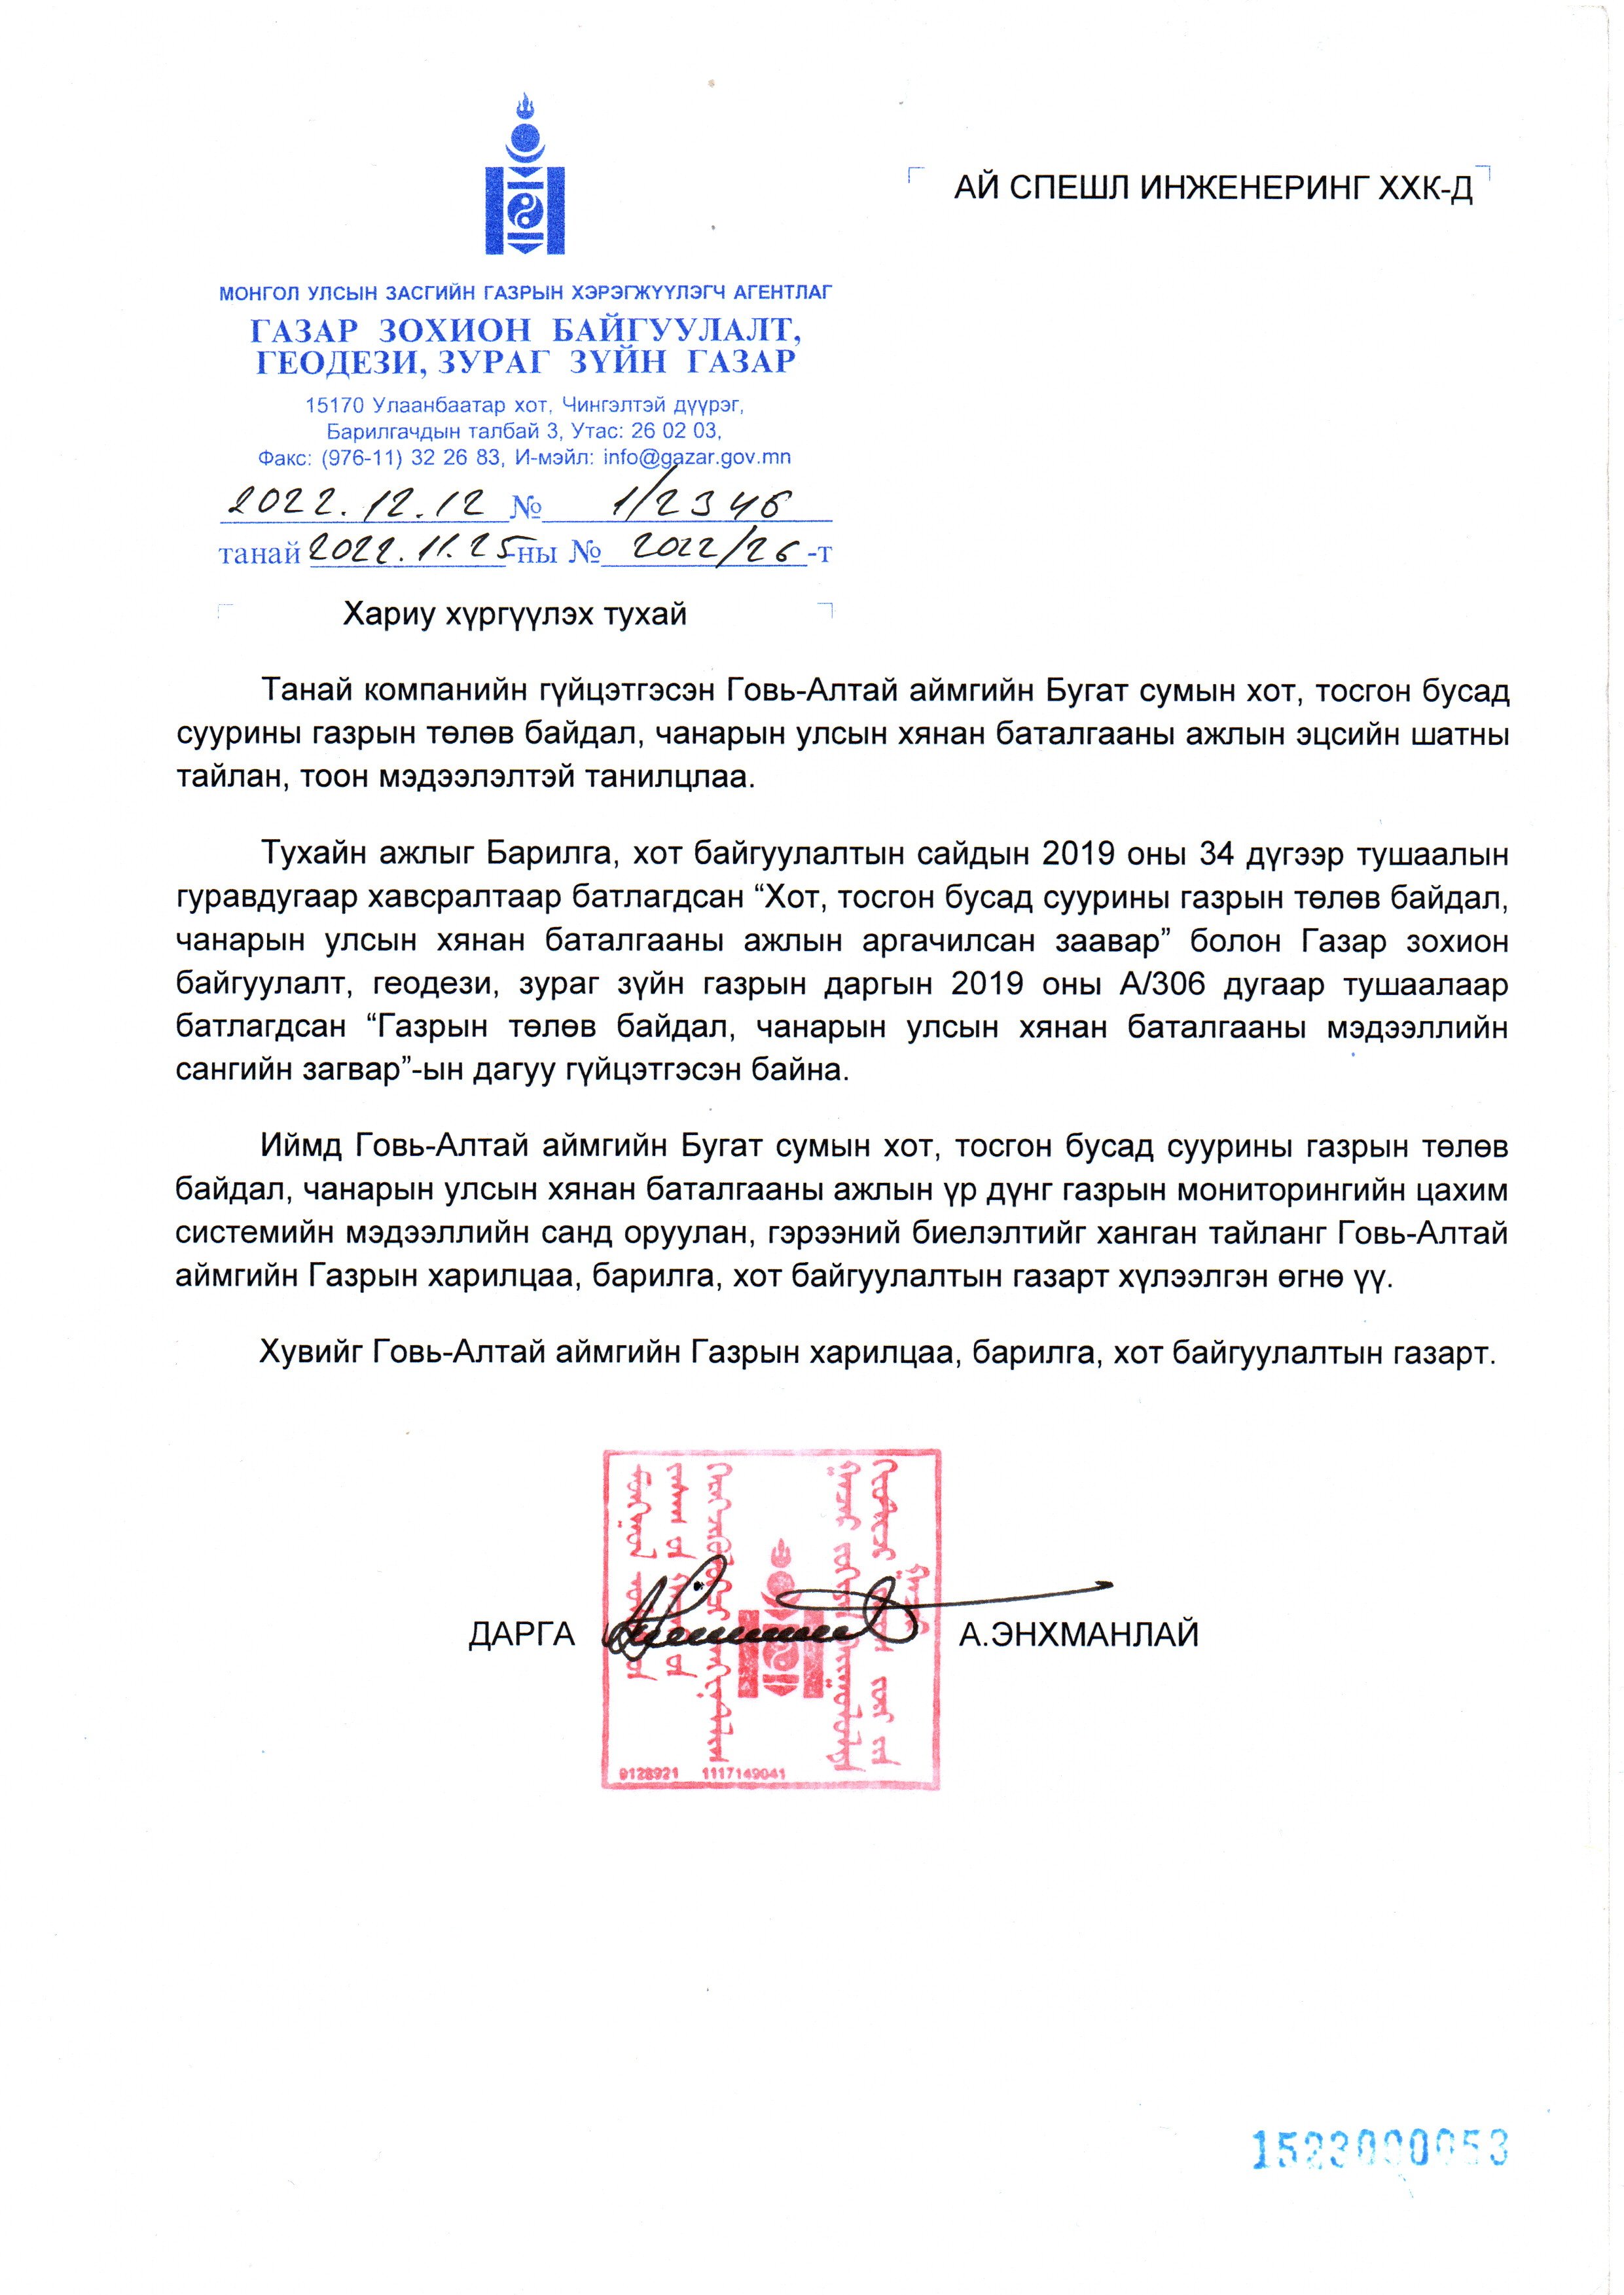 АЙ СПЕШЛ ИНЖЕНЕРИНГ ХХК-Д
МОНГОЛ УЛСЫН ЗАСГИЙН ГАЗРЫН ХЭРЭГЖҮҮЛЭГЧ АГЕНТЛАГ
ГАЗАР ЗОХИОН БАЙГУУЛАЛТ,
ГЕОДЕЗИ, ЗУРАГ ЗҮЙН ГАЗАР
15170 Улаанбаатар хот, Чингэлтэй дүүрэг,
Барилгачдын талбай 3, Утас: 26 02 03,
Факс: (976-11) 32 26 83, И-мэйл: info@gazar.gov.mn
2022.12.12 № 1/2346
танай 2022.11.25-ны № 2022/26-т
Хариу хүргүүлэх тухай
Танай компанийн гүйцэтгэсэн Говь-Алтай аймгийн Бугат сумын хот, тосгон бусад
суурины газрын төлөв байдал, чанарын улсын хянан баталгааны ажлын эцсийн шатны
тайлан, тоон мэдээлэлтэй танилцлаа.
Тухайн ажлыг Барилга, хот байгуулалтын сайдын 2019 оны 34 дүгээр тушаалын
гуравдугаар хавсралтаар батлагдсан “Хот, тосгон бусад суурины газрын төлөв байдал,
чанарын улсын хянан баталгааны ажлын аргачилсан заавар” болон Газар зохион
байгуулалт, геодези, зураг зүйн газрын даргын 2019 оны А/306 дугаар тушаалаар
батлагдсан “Газрын төлөв байдал, чанарын улсын хянан баталгааны мэдээллийн
сангийн загвар”-ын дагуу гүйцэтгэсэн байна.
Иймд Говь-Алтай аймгийн Бугат сумын хот, тосгон бусад суурины газрын төлөв
байдал, чанарын улсын хянан баталгааны ажлын үр дүнг газрын мониторингийн цахим
системийн мэдээллийн санд оруулан, гэрээний биелэлтийг ханган тайланг Говь-Алтай
аймгийн Газрын харилцаа, барилга, хот байгуулалтын газарт хүлээлгэн өгнө үү.
Хувийг Говь-Алтай аймгийн Газрын харилцаа, барилга, хот байгуулалтын газарт.
ДАРГА А.ЭНХМАНЛАЙ
9128921 1117149041
1523000053